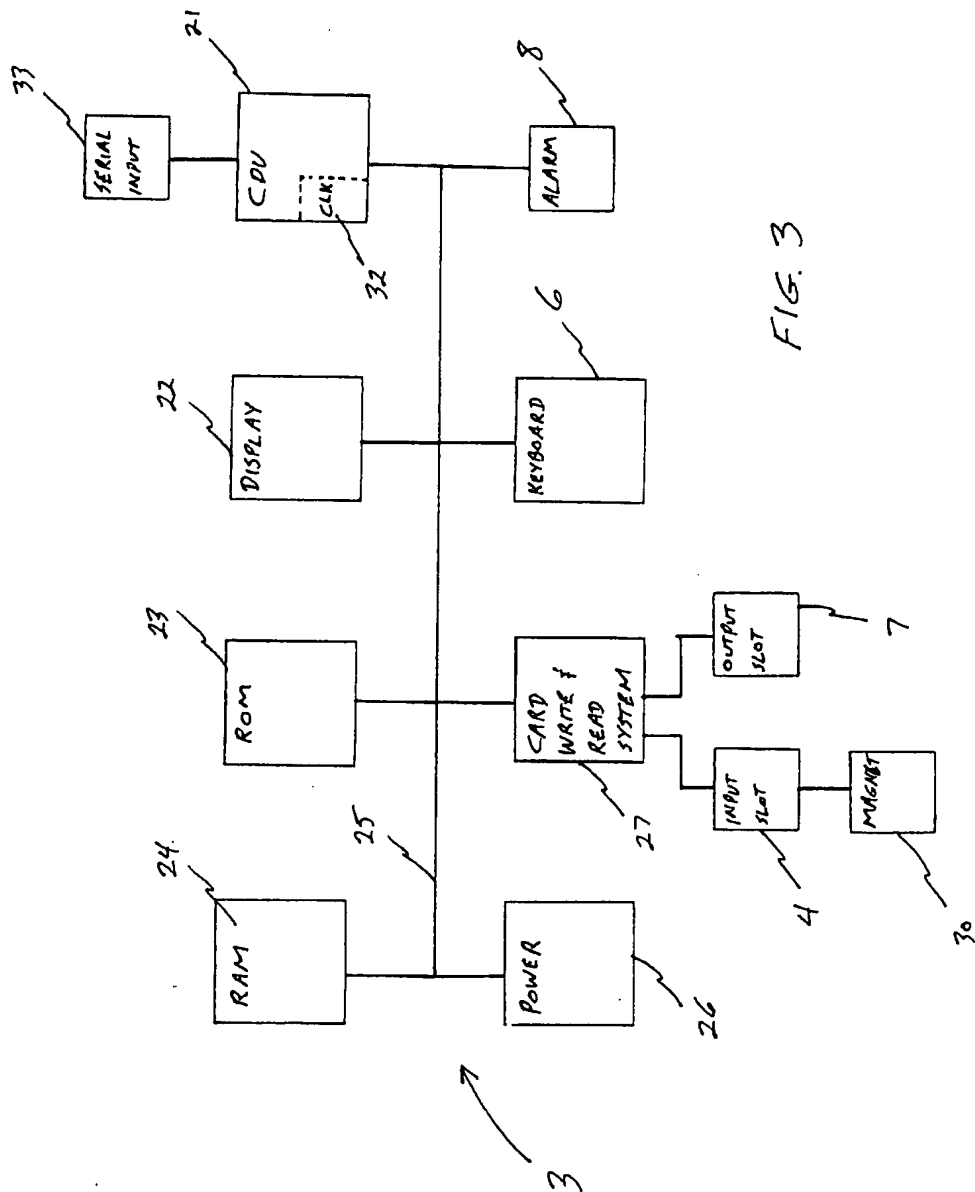 33
SERIAL
INPUT
24.
23
22
21
RAM
ROM
DISPLAY
CPU
CLK
32
25
3
POWER
CARD
WRITE &
READ
SYSTEM
KEYBOARD
ALARM
26
27
6
8
INPUT
SLOT
OUTPUT
SLOT
4
7
MAGNET
30
FIG. 3